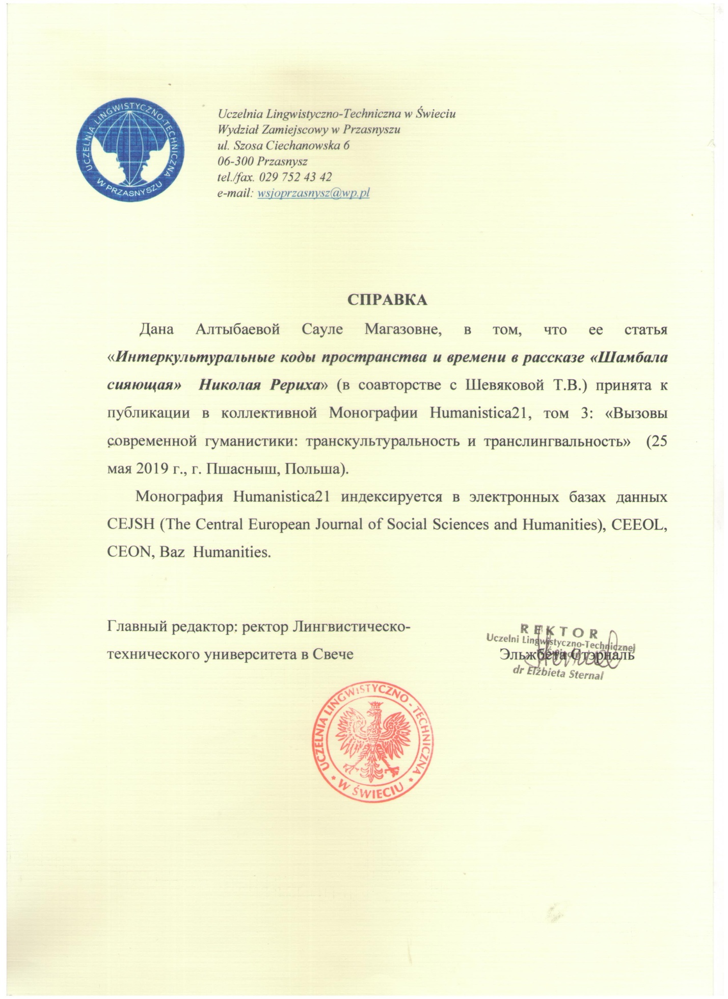 UCZELNIA LINGWISTYCZNO-TECHNICZNA
W PRZASNYSZU
Uczelnia Lingwistyczno-Techniczna w Świeciu
Wydział Zamiejscowy w Przasnyszu
ul. Szosa Ciechanowska 6
06-300 Przasnysz
tel./fax. 029 752 43 42
e-mail: wsjoprzasnysz@wp.pl
СПРАВКА
Дана Алтыбаевой Сауле Магазовне, в том, что ее статья
«Интеркультуральные коды пространства и времени в рассказе «Шамбала
сияющая» Николая Рериха» (в соавторстве с Шевяковой Т.В.) принята к
публикации в коллективной Монографии Humanistica21, том 3: «Вызовы
современной гуманистики: транскультуральность и транслингвальность» (25
мая 2019 г., г. Пшасныш, Польша).
Монография Humanistica21 индексируется в электронных базах данных
CEJSH (The Central European Journal of Social Sciences and Humanities), CEEOL,
CEON, Baz Humanities.
Главный редактор: ректор Лингвистическо-
технического университета в Свече
Эльжбета Стэрналь
REKTOR
Uczelni Lingwistyczno-Technicznej
w Świeciu
dr Elżbieta Sternal
UCZELNIA LINGWISTYCZNO - TECHNICZNA
* W ŚWIECIU *